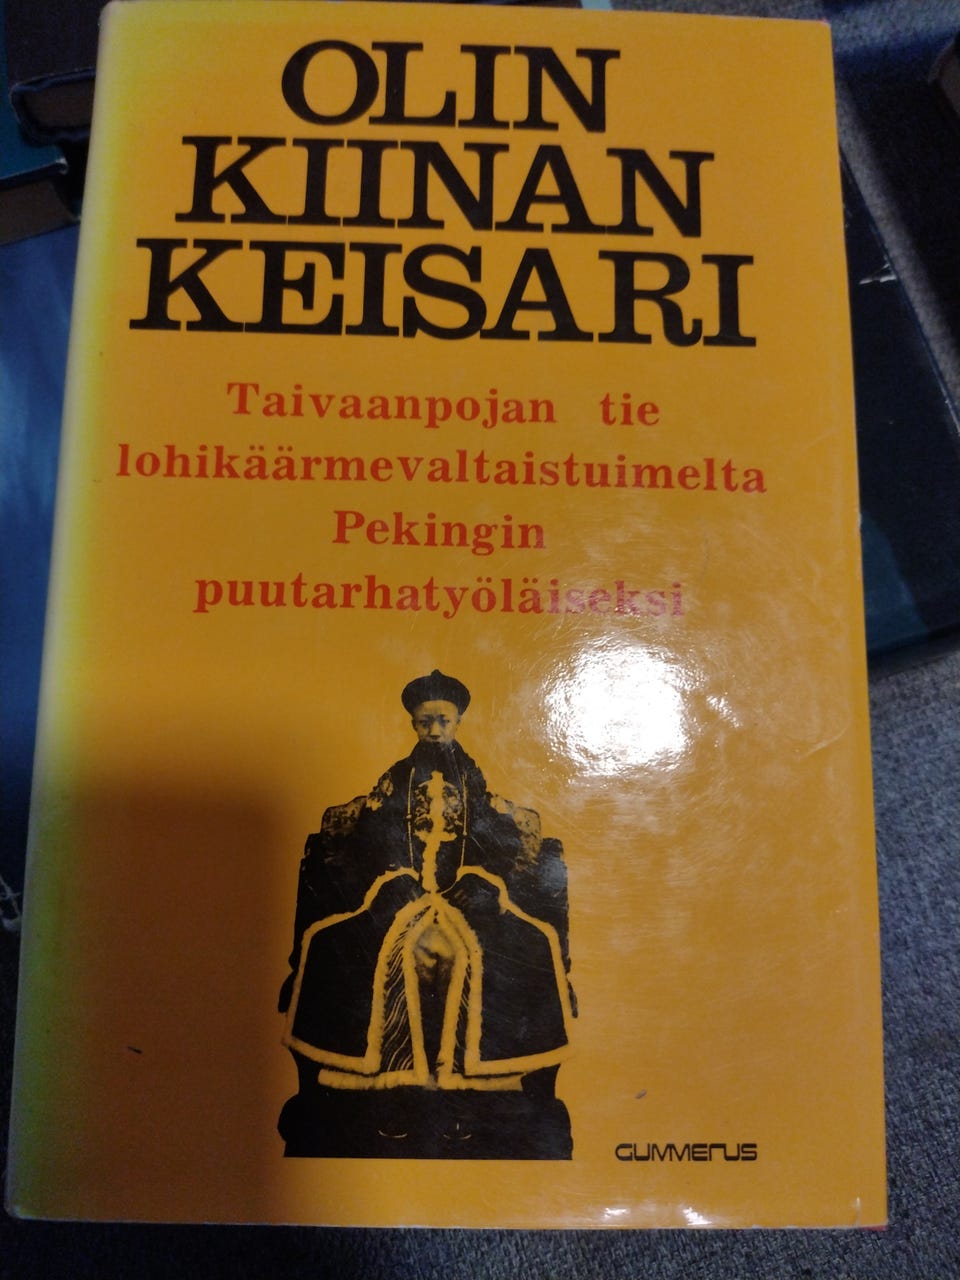 OLIN
KIINAN
KEISARI
Taivaanpojan tie
lohikäärmevaltaistuimelta
Pekingin
puutarhatyöläiseksi
GUMMERUS